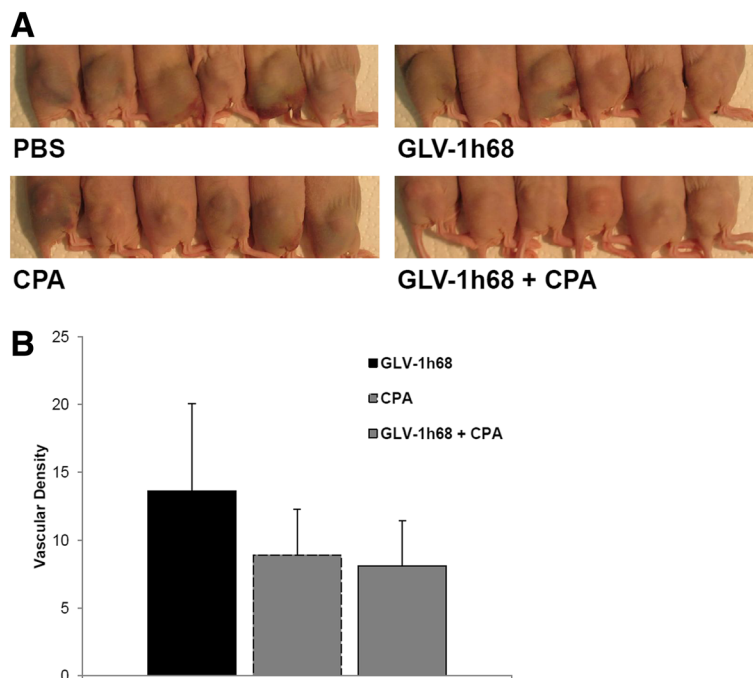 A
PBS
GLV-1h68
CPA
GLV-1h68 + CPA
B
25
20
15
10
5
0
Vascular Density
GLV-1h68
CPA
GLV-1h68 + CPA